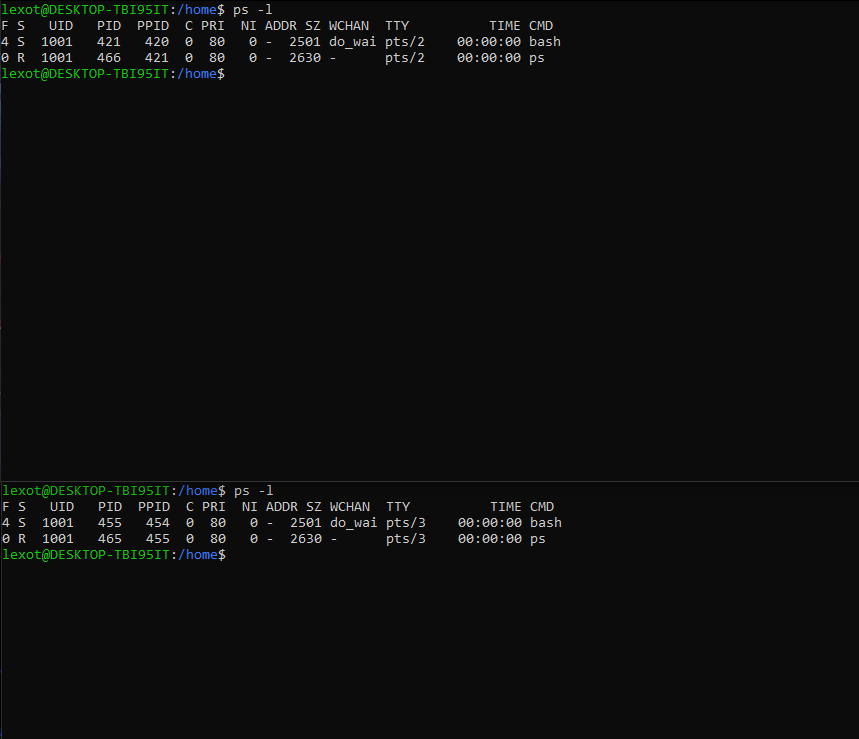 lexot@DESKTOP-TBI95IT:/home$ ps -l
F S   UID   PID  PPID  C PRI  NI ADDR SZ WCHAN  TTY          TIME CMD
4 S  1001   421   420  0  80   0 -  2501 do_wai pts/2    00:00:00 bash
0 R  1001   466   421  0  80   0 -  2630 -      pts/2    00:00:00 ps
lexot@DESKTOP-TBI95IT:/home$
lexot@DESKTOP-TBI95IT:/home$ ps -l
F S   UID   PID  PPID  C PRI  NI ADDR SZ WCHAN  TTY          TIME CMD
4 S  1001   455   454  0  80   0 -  2501 do_wai pts/3    00:00:00 bash
0 R  1001   465   455  0  80   0 -  2630 -      pts/3    00:00:00 ps
lexot@DESKTOP-TBI95IT:/home$